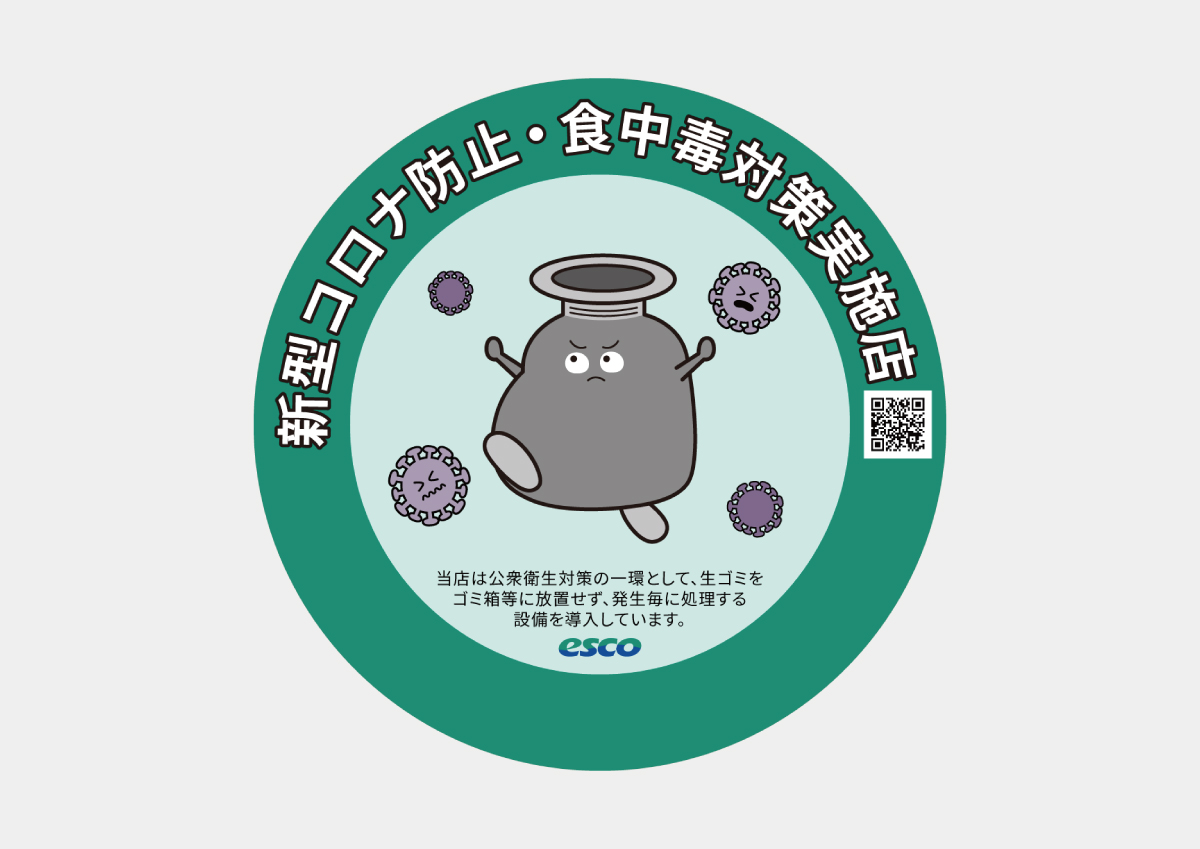 新型コロナ防止・食中毒対策実施店
当店は公衆衛生対策の一環として、生ゴミを
ゴミ箱等に放置せず、発生毎に処理する
設備を導入しています。
esco